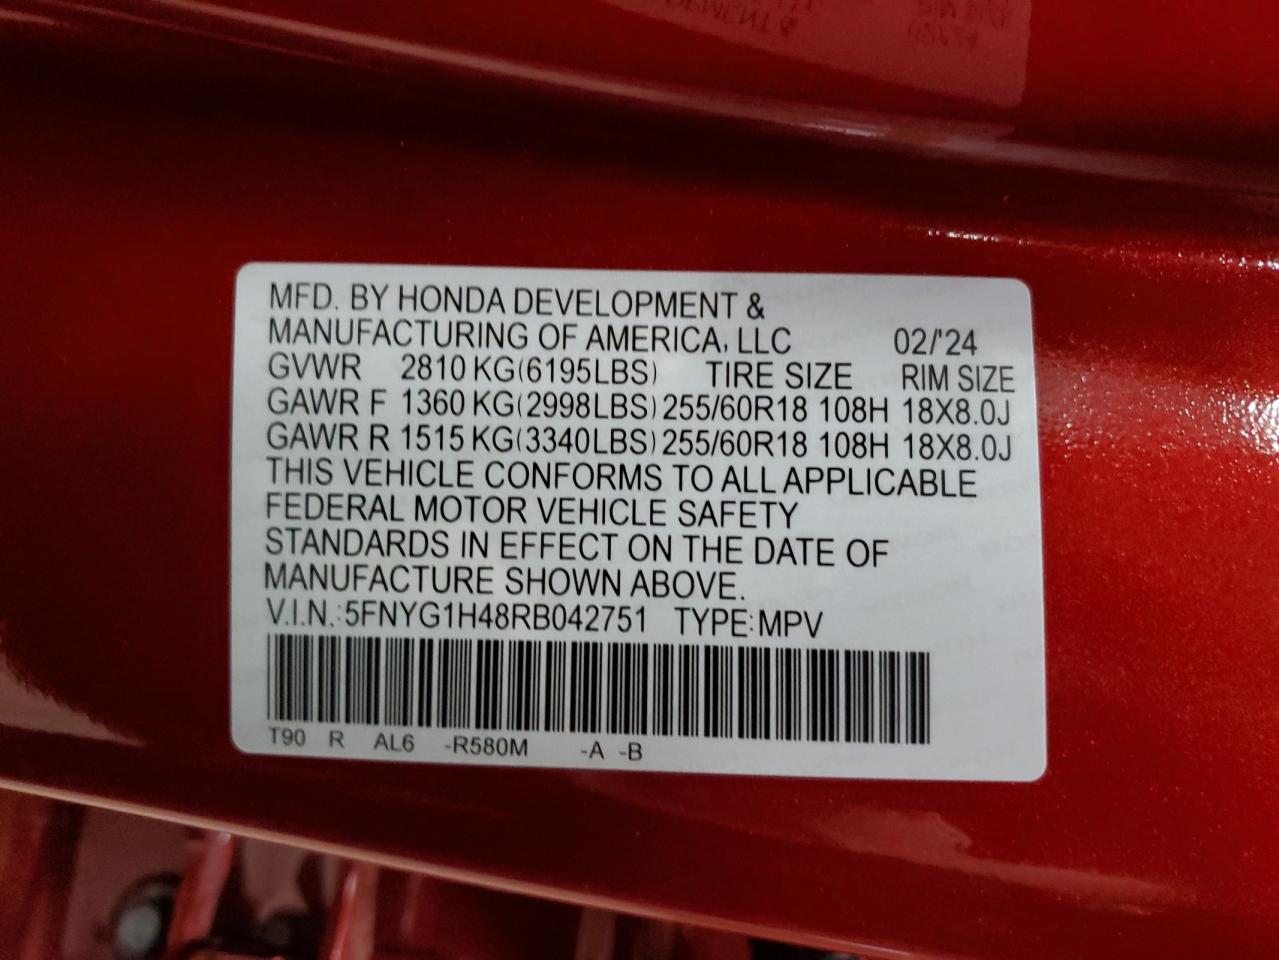 MFD. BY HONDA DEVELOPMENT &
MANUFACTURING OF AMERICA, LLC 02/'24
GVWR 2810 KG(6195LBS) TIRE SIZE RIM SIZE
GAWR F 1360 KG(2998LBS) 255/60R18 108H 18X8.0J
GAWR R 1515 KG(3340LBS) 255/60R18 108H 18X8.0J
THIS VEHICLE CONFORMS TO ALL APPLICABLE
FEDERAL MOTOR VEHICLE SAFETY
STANDARDS IN EFFECT ON THE DATE OF
MANUFACTURE SHOWN ABOVE.
V.I.N.:5FNYG1H48RB042751 TYPE:MPV
T90 R AL6 -R580M -A -B